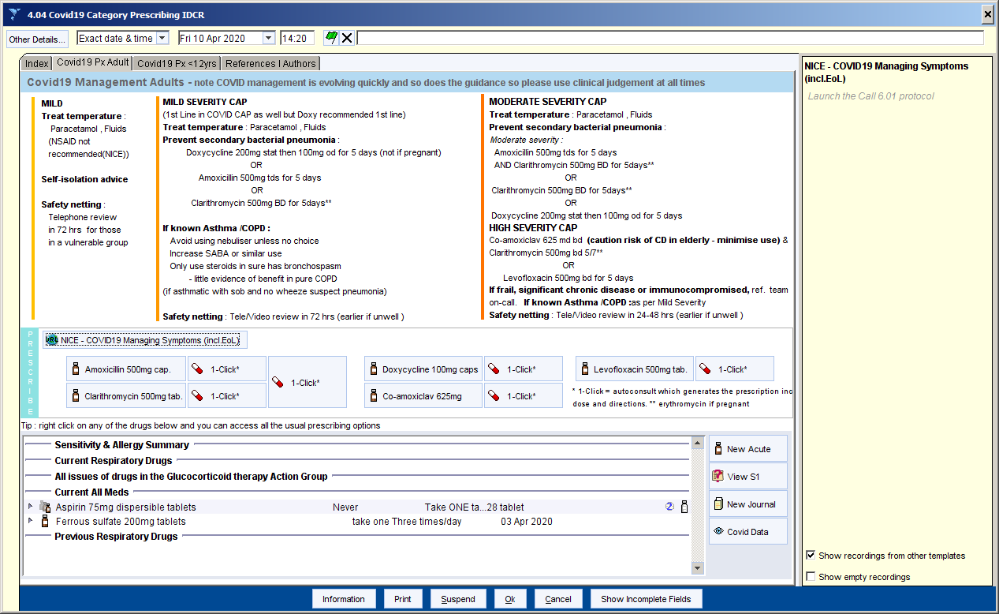 4.04 Covid19 Category Prescribing IDCR
Other Details...
Exact date & time
Fri 10 Apr 2020
14:20
Index
Covid19 Px Adult
Covid19 Px <12yrs
References I Authors
Covid19 Management Adults - note COVID management is evolving quickly and so does the guidance so please use clinical judgement at all times
MILD
Treat temperature :
Paracetamol , Fluids
(NSAID not
recommended(NICE))
Self-isolation advice
Safety netting :
Telephone review
in 72 hrs for those
in a vulnerable group
MILD SEVERITY CAP
(1st Line in COVID CAP as well but Doxy recommended 1st line)
Treat temperature : Paracetamol , Fluids
Prevent secondary bacterial pneumonia :
Doxycycline 200mg stat then 100mg od for 5 days (not if pregnant)
OR
Amoxicillin 500mg tds for 5 days
OR
Clarithromycin 500mg BD for 5days**
If known Asthma /COPD :
Avoid using nebuliser unless no choice
Increase SABA or similar use
Only use steroids in sure has bronchospasm
- little evidence of benefit in pure COPD
(if asthmatic with sob and no wheeze suspect pneumonia)
Safety netting : Tele/Video review in 72 hrs (earlier if unwell )
MODERATE SEVERITY CAP
Treat temperature : Paracetamol , Fluids
Prevent secondary bacterial pneumonia :
Moderate severity :
Amoxicillin 500mg tds for 5 days
AND Clarithromycin 500mg BD for 5days**
OR
Clarithromycin 500mg BD for 5days**
OR
Doxycycline 200mg stat then 100mg od for 5 days
HIGH SEVERITY CAP
Co-amoxiclav 625 md bd (caution risk of CD in elderly - minimise use) &
Clarithromycin 500mg bd 5/7**
OR
Levofloxacin 500mg bd for 5 days
If frail, significant chronic disease or immunocompromised, ref. team
on-call. If known Asthma /COPD :as per Mild Severity
Safety netting : Tele/Video review in 24-48 hrs (earlier if unwell )
PRESCRIBE
URL NICE - COVID19 Managing Symptoms (incl.EoL)
Amoxicillin 500mg cap.
1-Click*
Clarithromycin 500mg tab.
1-Click*
1-Click*
Doxycycline 100mg caps
1-Click*
Co-amoxiclav 625mg
1-Click*
Levofloxacin 500mg tab.
1-Click*
* 1-Click = autoconsult which generates the prescription inc
dose and directions. ** erythromycin if pregnant
Tip : right click on any of the drugs below and you can access all the usual prescribing options
Sensitivity & Allergy Summary
Current Respiratory Drugs
All issues of drugs in the Glucocorticoid therapy Action Group
Current All Meds
Aspirin 75mg dispersible tablets Never Take ONE ta...28 tablet 2
Ferrous sulfate 200mg tablets take one Three times/day 03 Apr 2020
Previous Respiratory Drugs
New Acute
View S1
New Journal
Covid Data
NICE - COVID19 Managing Symptoms
(incl.EoL)
Launch the Call 6.01 protocol
Show recordings from other templates
Show empty recordings
Information
Print
Suspend
Ok
Cancel
Show Incomplete Fields